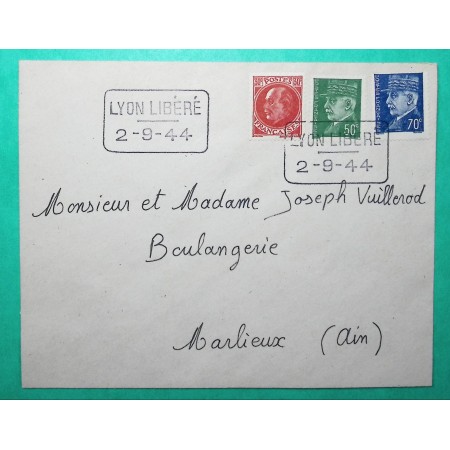 LYON LIBÉRÉ
2-9-44
POSTES
FRANÇAISES
50c
70c
LYON LIBÉRÉ
2-9-44
Monsieur et Madame Joseph Vuillerod
Boulangerie
Marlieux (Ain)